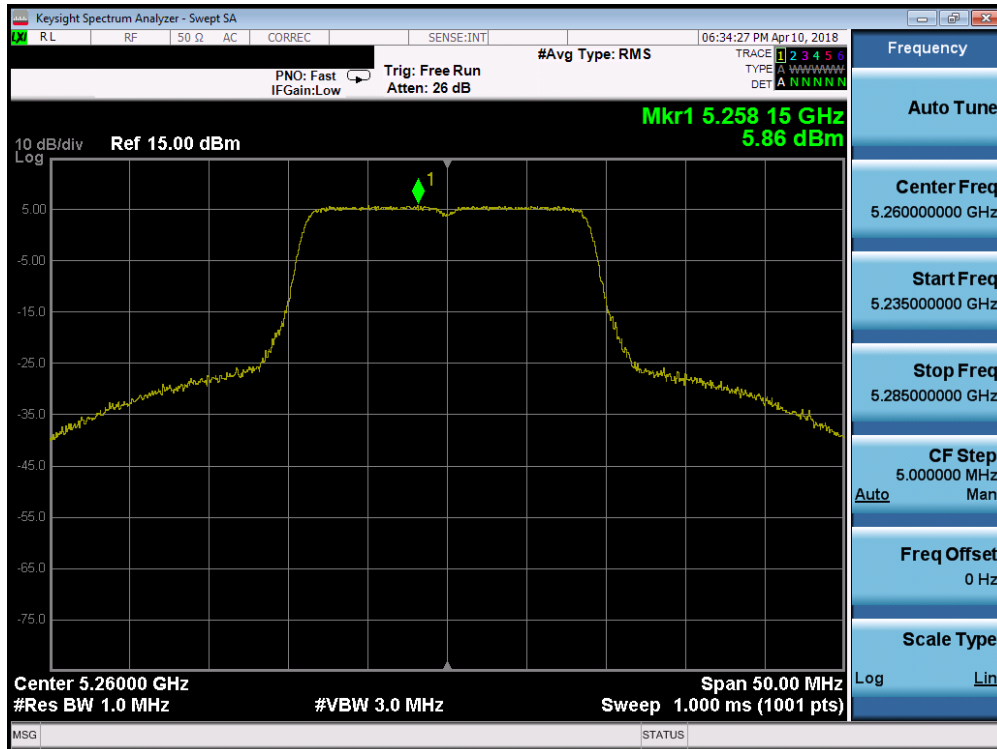 Keysight Spectrum Analyzer - Swept SA
LXI RL RF 50 Ω AC CORREC SENSE:INT 06:34:27 PM Apr 10, 2018
#Avg Type: RMS TRACE 1 2 3 4 5 6
PNO: Fast Trig: Free Run TYPE A WWWWW
IFGain:Low Atten: 26 dB DET A N N N N N
Mkr1 5.258 15 GHz
5.86 dBm
10 dB/div Ref 15.00 dBm
Log
1
5.00
-5.00
-15.0
-25.0
-35.0
-45.0
-55.0
-65.0
-75.0
Center 5.26000 GHz Span 50.00 MHz
#Res BW 1.0 MHz #VBW 3.0 MHz Sweep 1.000 ms (1001 pts)
MSG STATUS
Frequency
Auto Tune
Center Freq
5.260000000 GHz
Start Freq
5.235000000 GHz
Stop Freq
5.285000000 GHz
CF Step
5.000000 MHz
Auto Man
Freq Offset
0 Hz
Scale Type
Log Lin